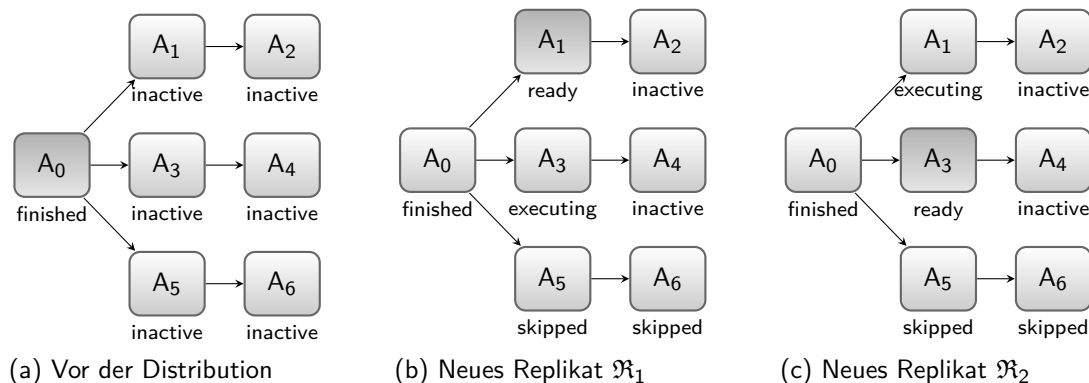 A₁ A₂
inactive inactive
A₀ A₃ A₄
finished inactive inactive
A₅ A₆
inactive inactive
(a) Vor der Distribution
A₁ A₂
ready inactive
A₀ A₃ A₄
finished executing inactive
A₅ A₆
skipped skipped
(b) Neues Replikat ℜ₁
A₁ A₂
executing inactive
A₀ A₃ A₄
finished ready inactive
A₅ A₆
skipped skipped
(c) Neues Replikat ℜ₂